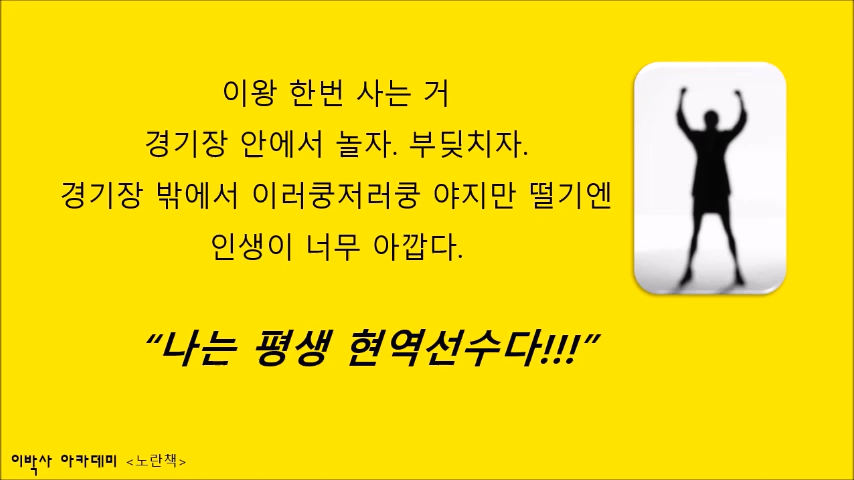 이왕 한번 사는 거
경기장 안에서 놀자. 부딪치자.
경기장 밖에서 이러쿵저러쿵 야지만 떨기엔
인생이 너무 아깝다.
“나는 평생 현역선수다!!!”
이박사 아카데미 <노란책>